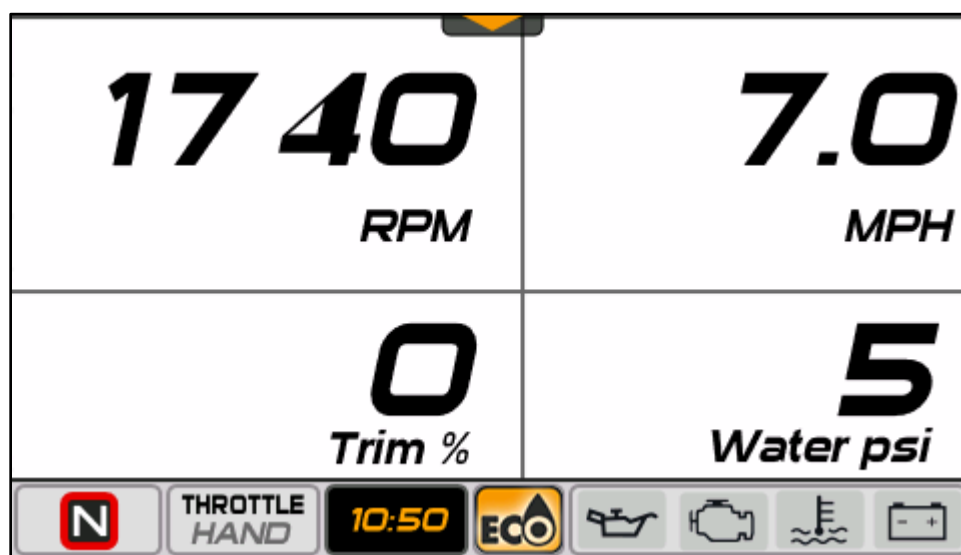 1740
RPM
7.0
MPH
0
Trim %
5
Water psi
N
THROTTLE
HAND
10:50
ECO
- +